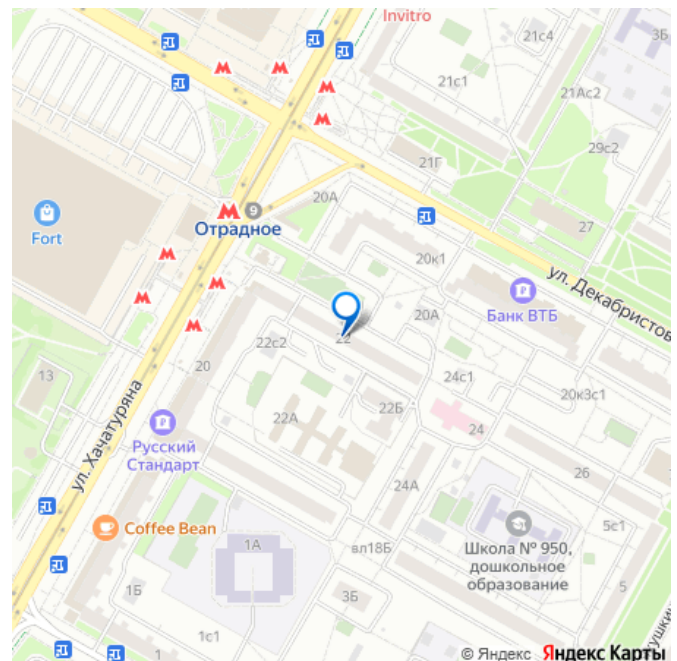 Invitro
21с4
3Б
21с1
21Ас2
29с2
21Г
20А
9
Отрадное
Fort
27
20к1
ул. Декабристов
Банк ВТБ
20А
22
22с2
20
24с1
13
20к3с1
22А
22Б
24
ул. Хачатуряна
Русский
Стандарт
26
24А
Coffee Bean
5с1
1А
вл18Б
Школа № 950,
дошкольное
образование
1Б
3Б
5
1
1с1
© Яндекс Яндекс Карты